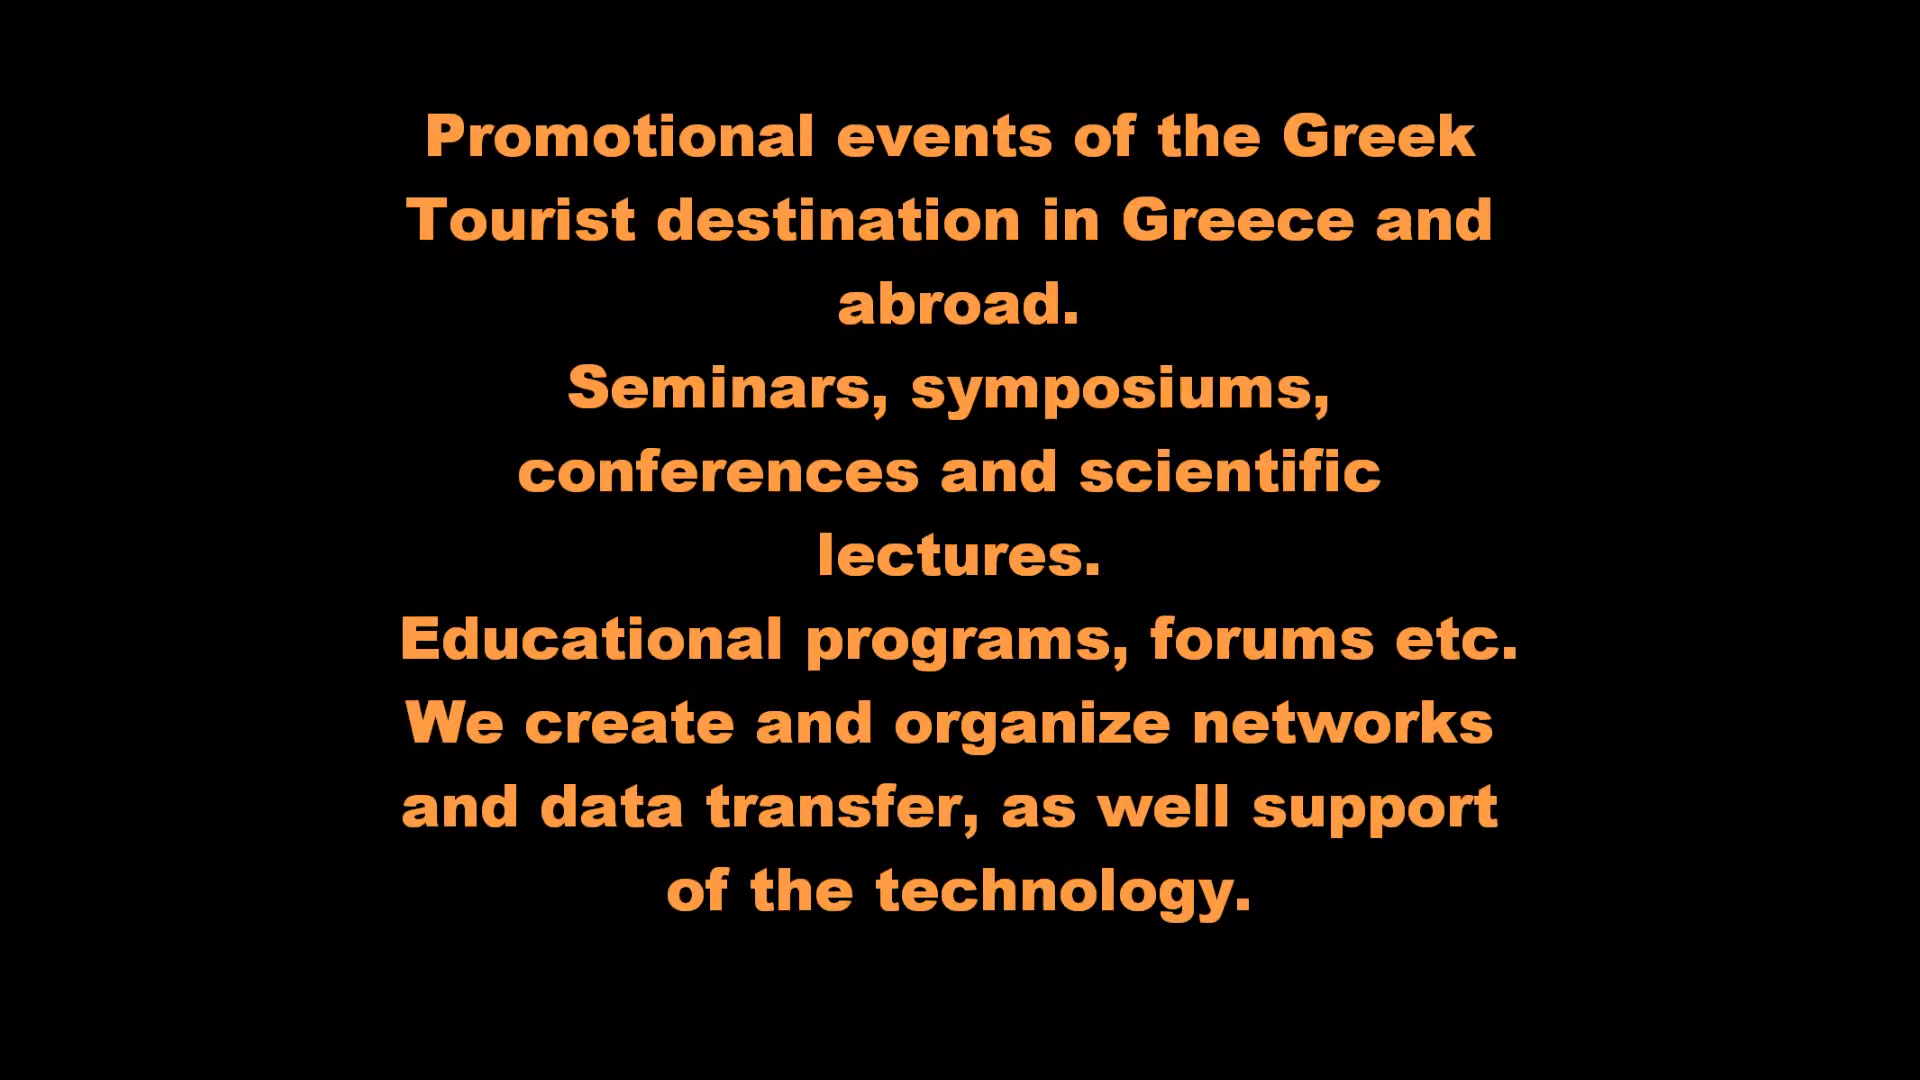 Promotional events of the Greek
Tourist destination in Greece and
abroad.
Seminars, symposiums,
conferences and scientific
lectures.
Educational programs, forums etc.
We create and organize networks
and data transfer, as well support
of the technology.